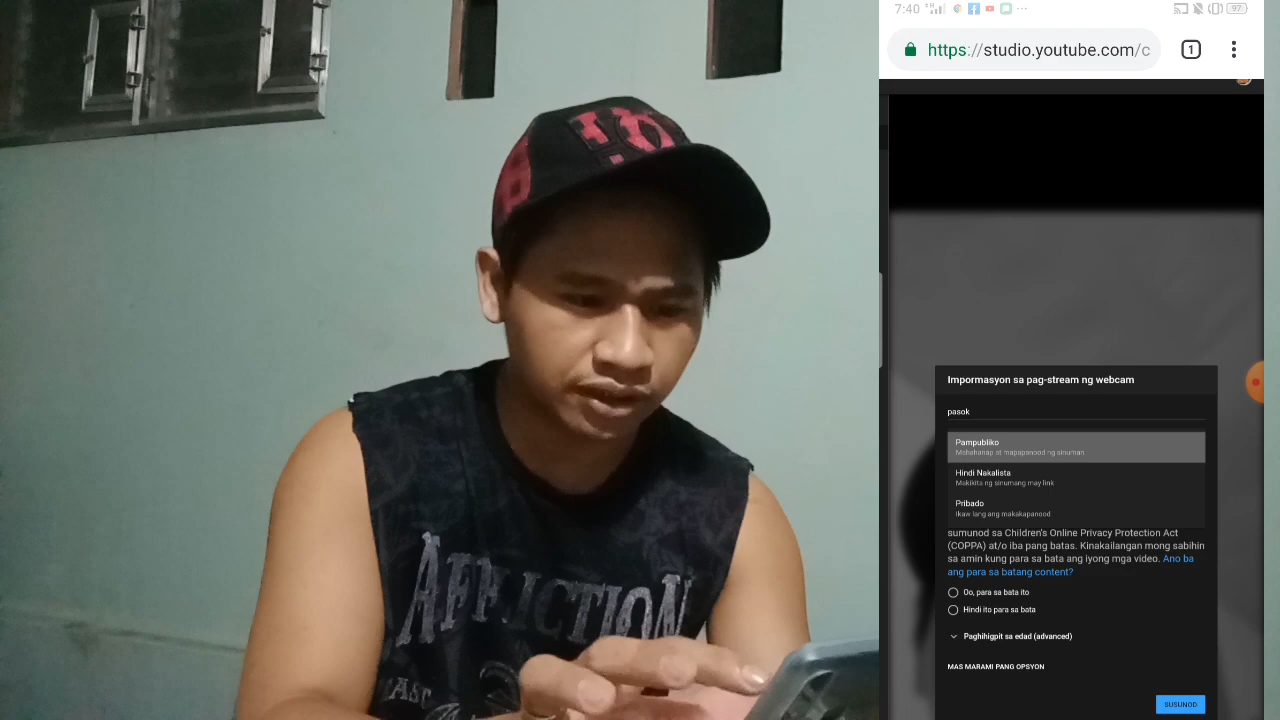 7:40
97
https://studio.youtube.com/c
1
Impormasyon sa pag-stream ng webcam
pasok
Pampubliko
Mahahanap at mapapanood ng sinuman
Hindi Nakalista
Makikita ng sinumang may link
Pribado
Ikaw lang ang makakapanood
sumunod sa Children's Online Privacy Protection Act
(COPPA) at/o iba pang batas. Kinakailangan mong sabihin
sa amin kung para sa bata ang iyong mga video. Ano ba
ang para sa batang content?
Oo, para sa bata ito
Hindi ito para sa bata
Paghihigpit sa edad (advanced)
MAS MARAMI PANG OPSYON
SUSUNOD
AFFLICTION